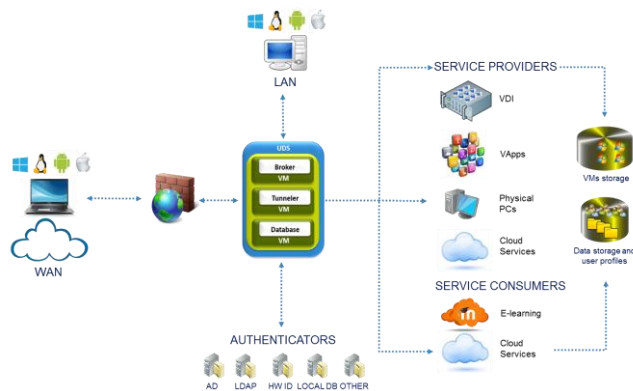 LAN
WAN
UDS
Broker
VM
Tunneler
VM
Database
VM
AUTHENTICATORS
AD
LDAP
HW ID
LOCAL DB
OTHER
SERVICE PROVIDERS
VDI
VApps
Physical
PCs
Cloud
Services
SERVICE CONSUMERS
E-learning
Cloud
Services
VMs storage
Data storage and
user profiles